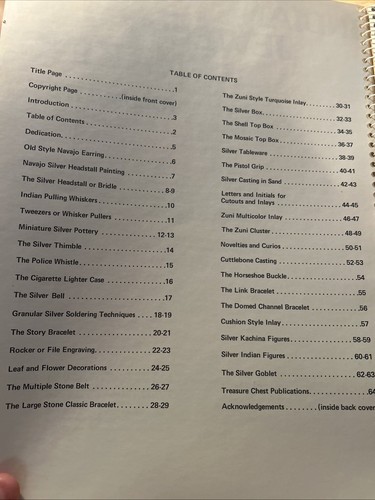 TABLE OF CONTENTS
Title Page ..............................1
Copyright Page ...........(inside front cover)
Introduction .............................3
Table of Contents ........................2
Dedication................................5
Old Style Navajo Earring..................6
Navajo Silver Headstall Painting .........7
The Silver Headstall or Bridle .........8-9
Indian Pulling Whiskers..................10
Tweezers or Whisker Pullers .............11
Miniature Silver Pottery .............12-13
The Silver Thimble ......................14
The Police Whistle.......................15
The Cigarette Lighter Case ..............16
The Silver Bell .........................17
Granular Silver Soldering Techniques ....18-19
The Story Bracelet ...................20-21
Rocker or File Engraving..............22-23
Leaf and Flower Decorations ..........24-25
The Multiple Stone Belt ..............26-27
The Large Stone Classic Bracelet........28-29
The Zuni Style Turquoise Inlay.........30-31
The Silver Box........................32-33
The Shell Top Box ....................34-35
The Mosaic Top Box ...................36-37
Silver Tableware .....................38-39
The Pistol Grip ......................40-41
Silver Casting in Sand ...............42-43
Letters and Initials for
Cutouts and Inlays ...................44-45
Zuni Multicolor Inlay ................46-47
The Zuni Cluster .....................48-49
Novelties and Curios .................50-51
Cuttlebone Casting ...................52-53
The Horseshoe Buckle.....................54
The Link Bracelet........................55
The Domed Channel Bracelet ..............56
Cushion Style Inlay......................57
Silver Kachina Figures ...............58-59
Silver Indian Figures ................60-61
The Silver Goblet ....................62-63
Treasure Chest Publications..............64
Acknowledgements ........(inside back cover